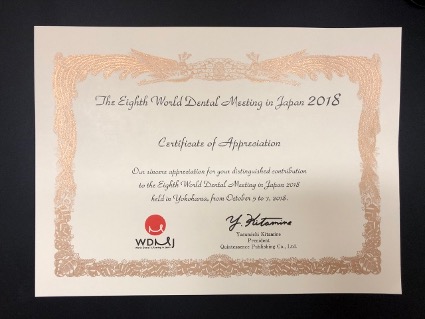 The Eighth World Dental Meeting in Japan 2018
Certificate of Appreciation
Our sincere appreciation for your distinguished contribution
to the Eighth World Dental Meeting in Japan 2018
held in Yokohama, from October 5 to 7, 2018.
Y. Kitamine
WDMJ
President
Quintessence Publishing Co., Ltd.